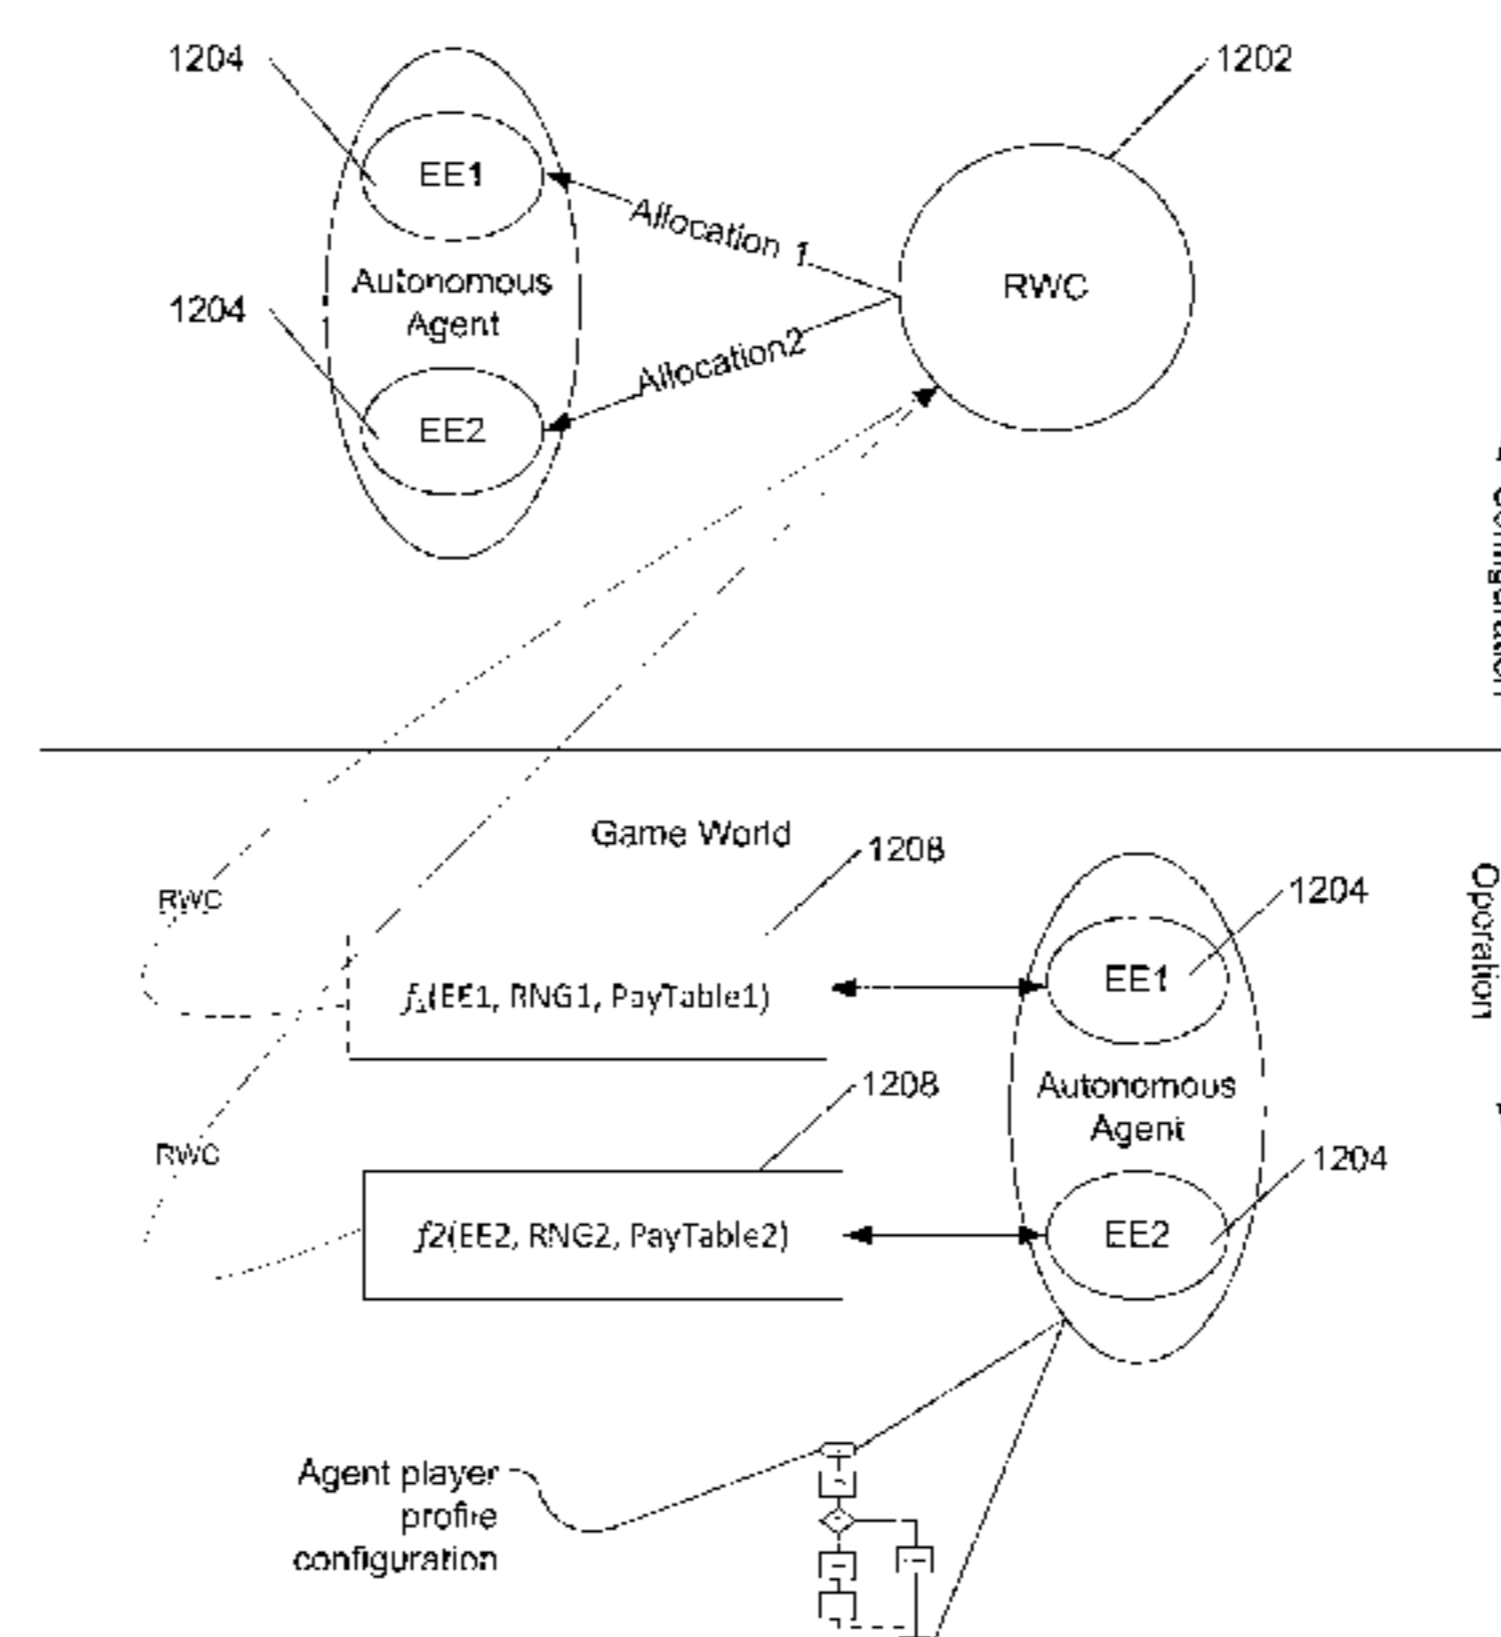 1204
1202
EE1
Allocation 1
Autonomous
Agent
RWC
1204
Allocation2
EE2
Configuration
Game World
1208
1204
RWC
EE1
f1(EE1, RNG1, PayTable1)
Operation
1208
Autonomous
Agent
1204
RWC
f2(EE2, RNG2, PayTable2)
EE2
Agent player
profile
configuration